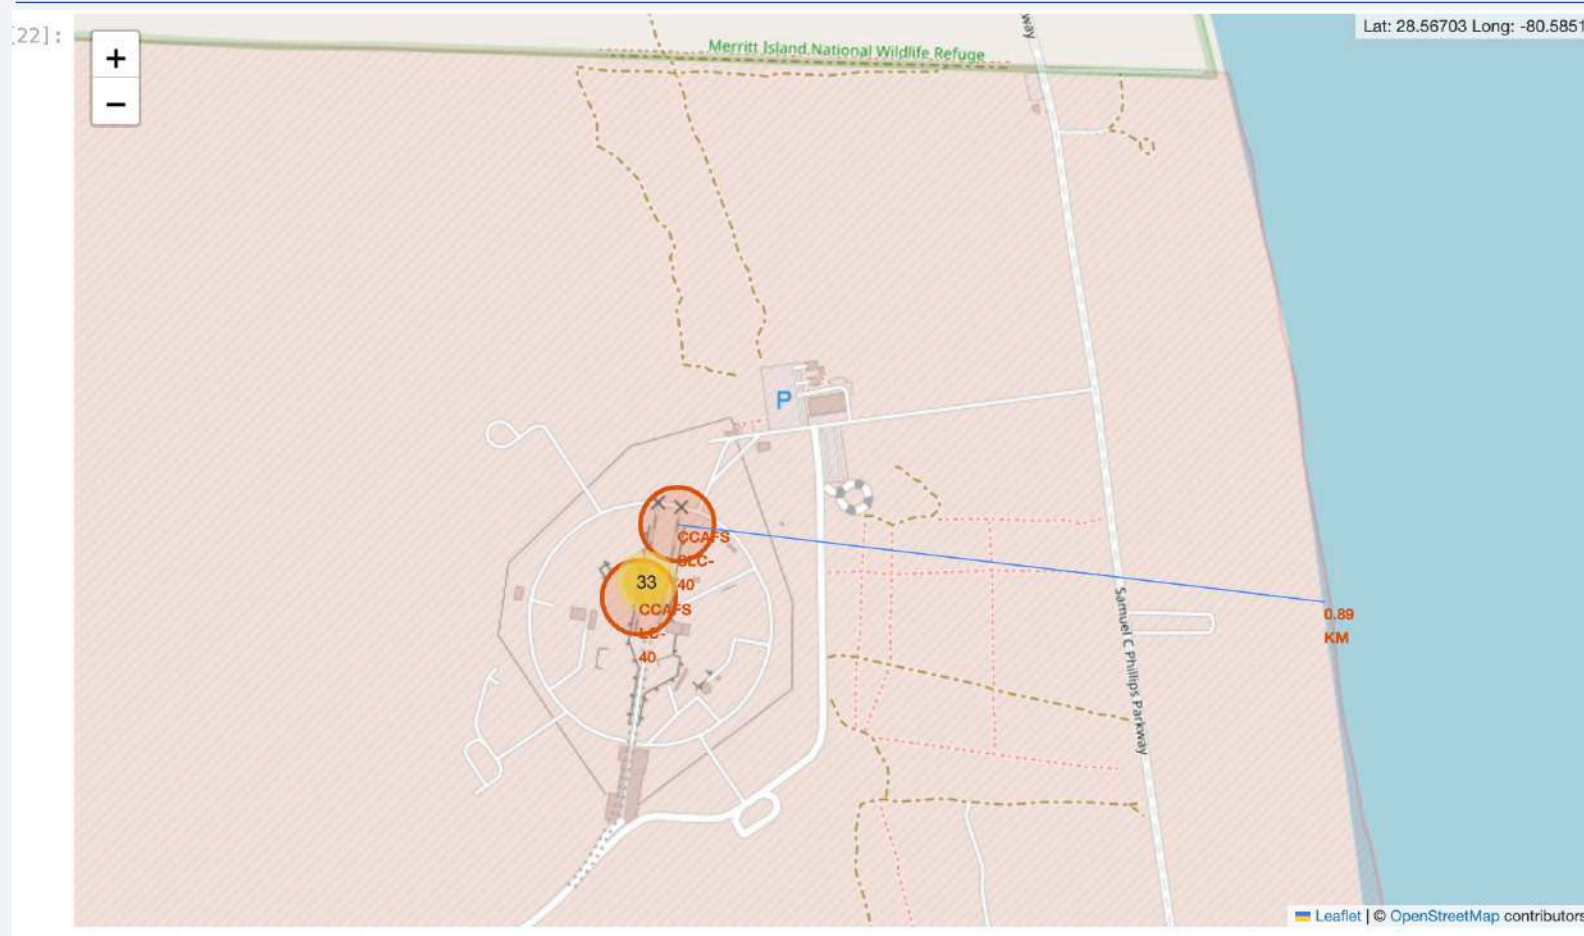 22]:
+
−
Merritt Island National Wildlife Refuge
way
Lat: 28.56703 Long: -80.5851
P
CCAFS
SLC-
40
33
CCAFS
LC-
40
0.89
KM
Samuel C Phillips Parkway
Leaflet | © OpenStreetMap contributors